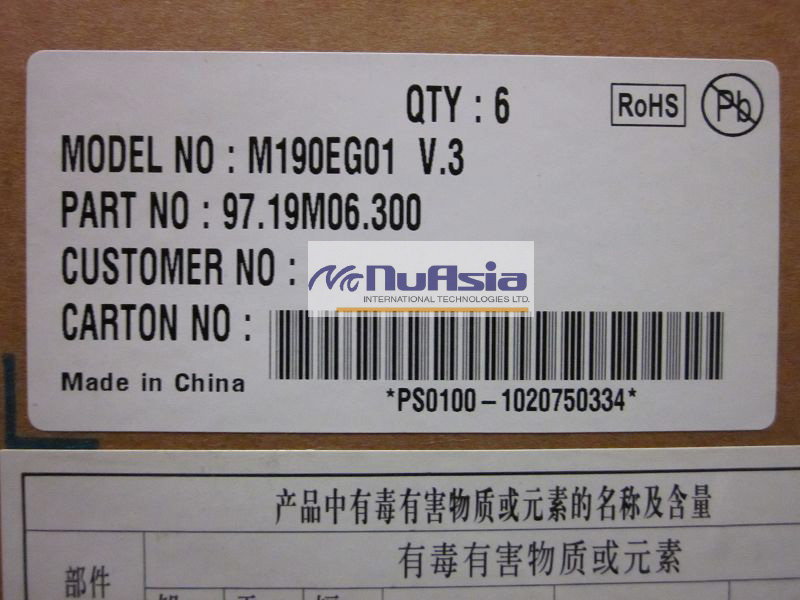 QTY : 6
RoHS
Pb
MODEL NO : M190EG01 V.3
PART NO : 97.19M06.300
CUSTOMER NO :
NuAsia
INTERNATIONAL TECHNOLOGIES LTD.
CARTON NO :
Made in China
*PS0100-1020750334*
产品中有毒有害物质或元素的名称及含量
有毒有害物质或元素
部件